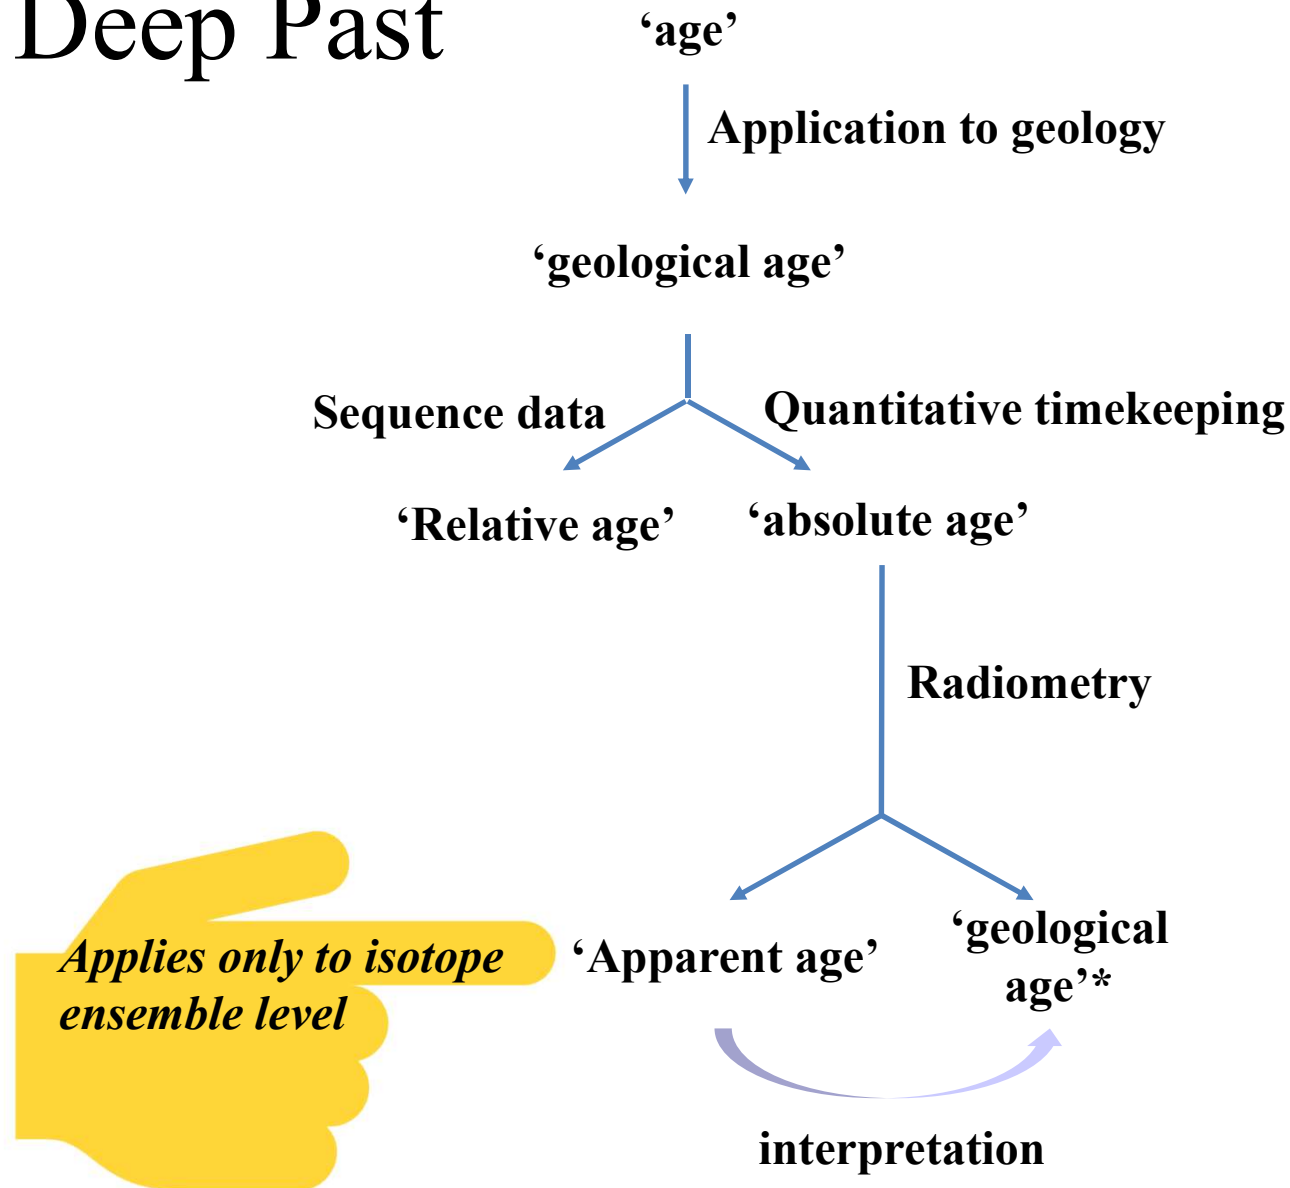 Deep Past
‘age’
Application to geology
‘geological age’
Sequence data
Quantitative timekeeping
‘Relative age’
‘absolute age’
Radiometry
Applies only to isotope
ensemble level
‘Apparent age’
‘geological
age’*
interpretation